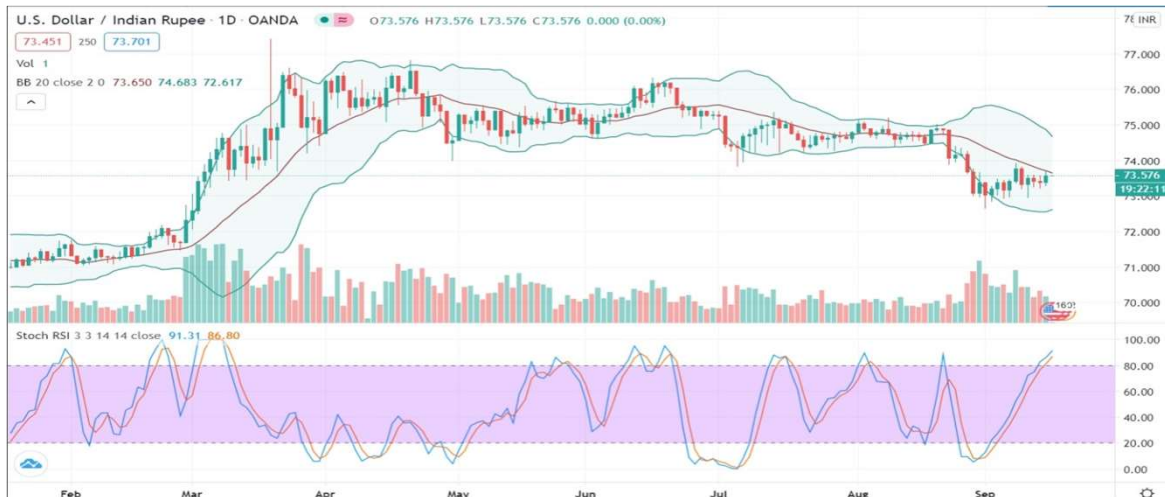 U.S. Dollar / Indian Rupee · 1D · OANDA O73.576 H73.576 L73.576 C73.576 0.000 (0.00%)
INR
73.451 250 73.701
77.000
Vol 1
BB 20 close 2 0 73.650 74.683 72.617
76.000
75.000
74.000
73.576
19:22:11
73.000
72.000
71.000
70.000
Stoch RSI 3 3 14 14 close 91.31 86.80
100.00
80.00
60.00
40.00
20.00
0.00
Feb Mar Apr May Jun Jul Aug Sep